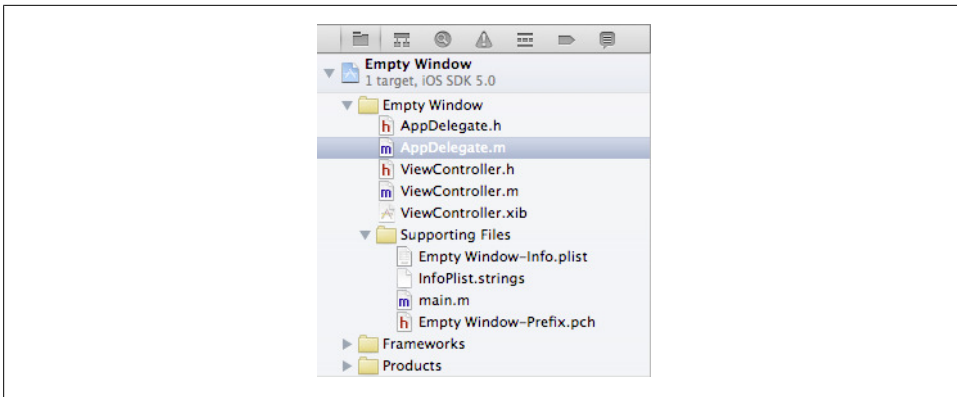 Empty Window
1 target, iOS SDK 5.0
Empty Window
h AppDelegate.h
m AppDelegate.m
h ViewController.h
m ViewController.m
ViewController.xib
Supporting Files
Empty Window-Info.plist
InfoPlist.strings
m main.m
h Empty Window-Prefix.pch
Frameworks
Products